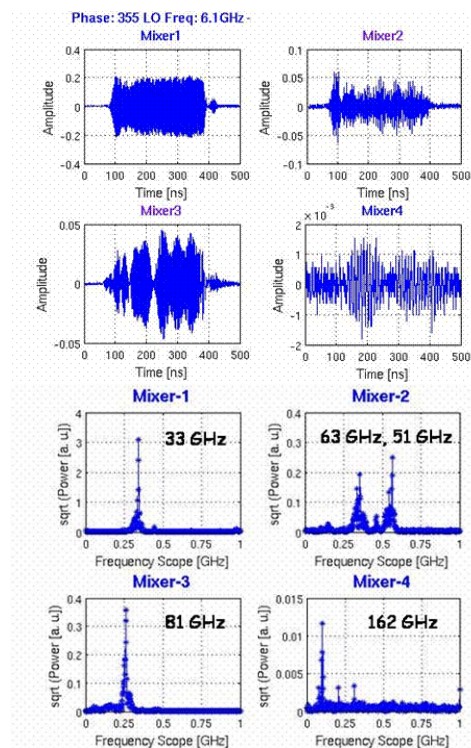 Phase: 355 LO Freq: 6.1GHz -
Mixer1 Mixer2
0.4 0.1
0.2 0.05
0 0
-0.2 -0.05
-0.4 -0.1
Amplitude Amplitude
0 100 200 300 400 500 0 100 200 300 400 500
Time [ns] Time [ns]
Mixer3 Mixer4
x 10⁻³
0.05 2
1
0 0
-1
-0.05 -2
Amplitude Amplitude
0 100 200 300 400 500 0 100 200 300 400 500
Time [ns] Time [ns]
Mixer-1 Mixer-2
33 GHz 63 GHz, 51 GHz
4 0.4
3 0.3
2 0.2
1 0.1
0 0
sqrt (Power [a. u.]) sqrt (Power [a. u.])
0 0.25 0.5 0.75 1 0 0.25 0.5 0.75 1
Frequency Scope [GHz] Frequency Scope [GHz]
Mixer-3 Mixer-4
81 GHz 162 GHz
0.4 0.015
0.3 0.01
0.2
0.1 0.005
0 0
sqrt (Power [a. u.]) sqrt (Power [a. u.])
0 0.25 0.5 0.75 1 0 0.25 0.5 0.75 1
Frequency Scope [GHz] Frequency Scope [GHz]